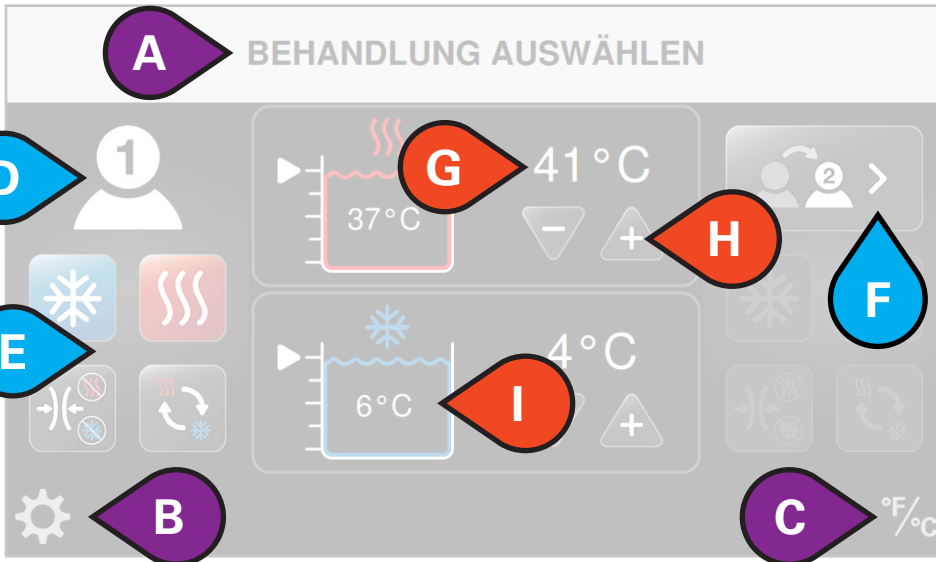 A BEHANDLUNG AUSWÄHLEN
D 1 G 41°C 2
37°C
H
F
E
4°C
6°C I
B C °F/°C